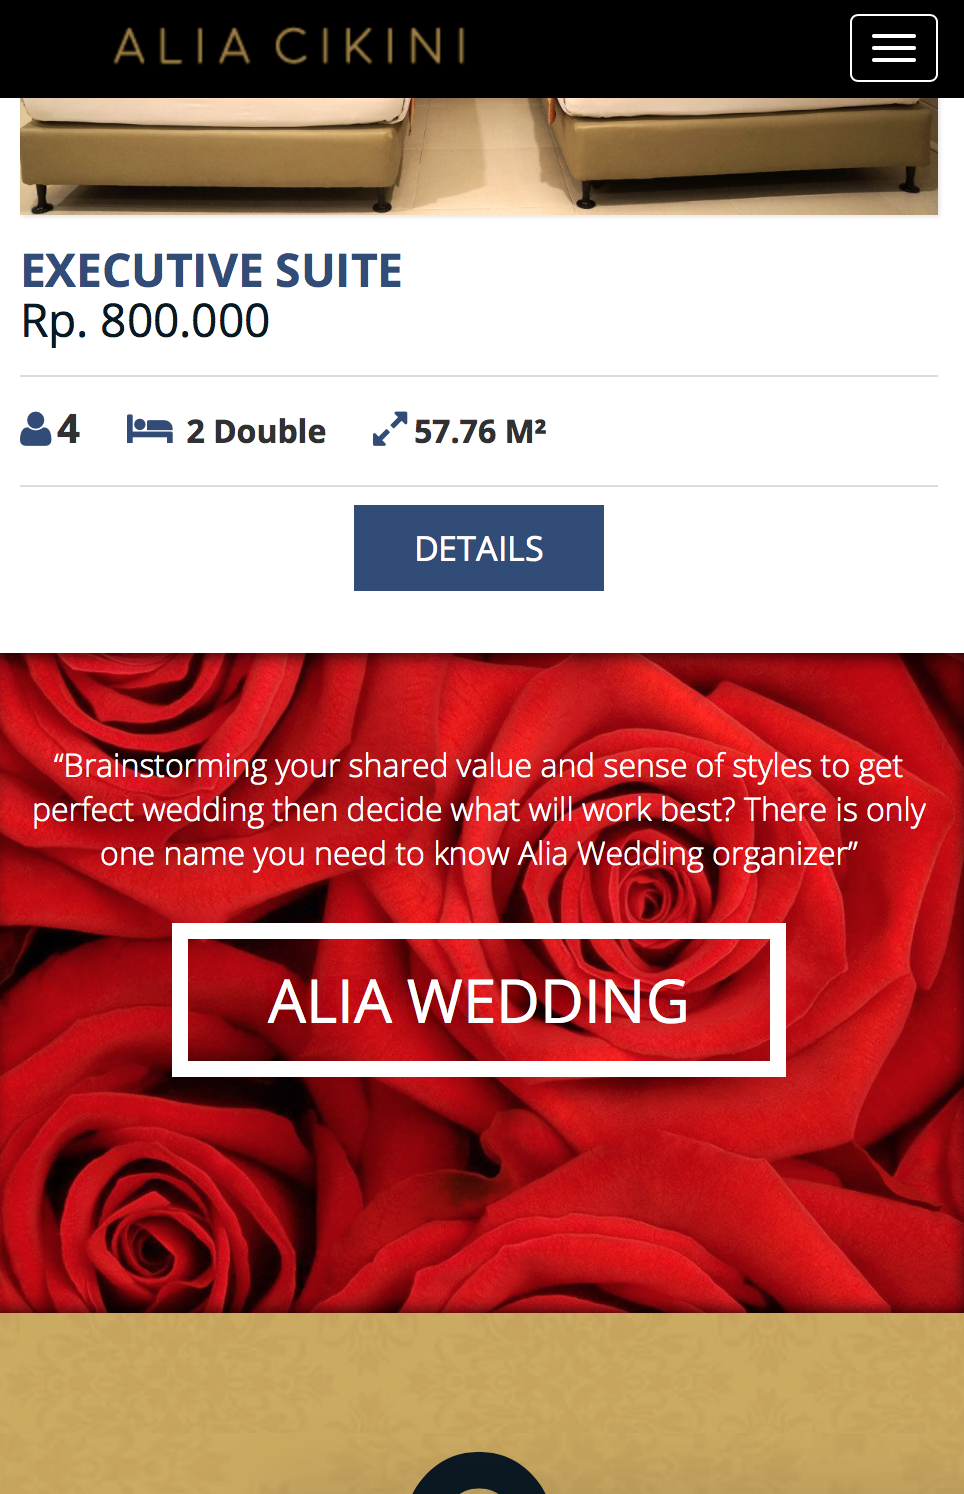 ALIA CIKINI
EXECUTIVE SUITE
Rp. 800.000
4 2 Double 57.76 M²
DETAILS
“Brainstorming your shared value and sense of styles to get
perfect wedding then decide what will work best? There is only
one name you need to know Alia Wedding organizer”
ALIA WEDDING